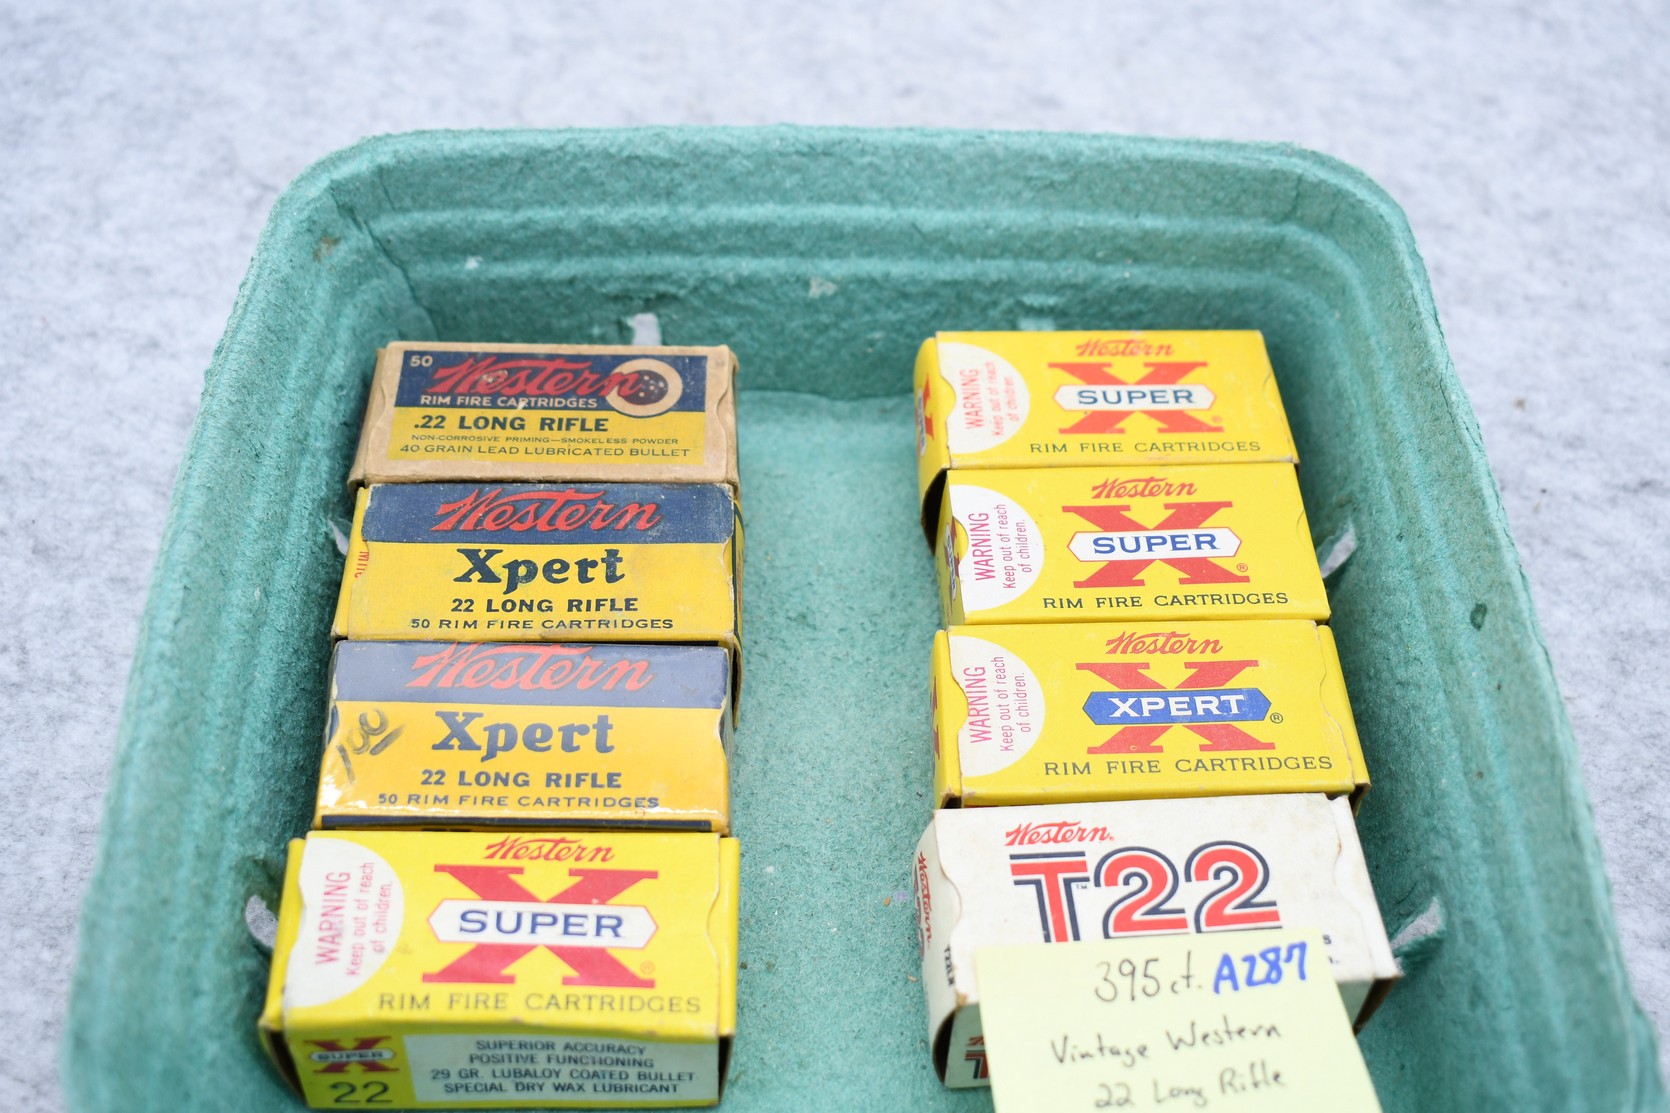 50 Western
RIM FIRE CARTRIDGES
.22 LONG RIFLE
NON-CORROSIVE PRIMING—SMOKELESS POWDER
40 GRAIN LEAD LUBRICATED BULLET
Western
Xpert
22 LONG RIFLE
50 RIM FIRE CARTRIDGES
Western
Xpert
100
22 LONG RIFLE
50 RIM FIRE CARTRIDGES
WARNING
Keep out of reach
of children.
Western
X
SUPER
®
RIM FIRE CARTRIDGES
X
SUPER
22
SUPERIOR ACCURACY
POSITIVE FUNCTIONING
29 GR. LUBALOY COATED BULLET
SPECIAL DRY WAX LUBRICANT
WARNING
Keep out of reach
of children.
Western
X
SUPER
®
RIM FIRE CARTRIDGES
WARNING
Keep out of reach
of children.
Western
X
SUPER
®
RIM FIRE CARTRIDGES
WARNING
Keep out of reach
of children.
Western
X
XPERT
®
RIM FIRE CARTRIDGES
Western.
T22
™
Western
395 ct. A287
Vintage Western
22 Long Rifle